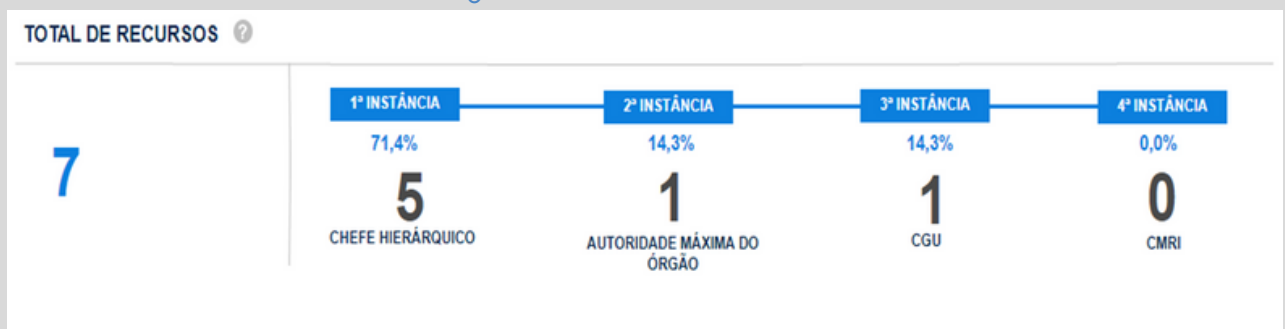 TOTAL DE RECURSOS ?
7
1ª INSTÂNCIA
71,4%
5
CHEFE HIERÁRQUICO
2ª INSTÂNCIA
14,3%
1
AUTORIDADE MÁXIMA DO
ÓRGÃO
3ª INSTÂNCIA
14,3%
1
CGU
4ª INSTÂNCIA
0,0%
0
CMRI